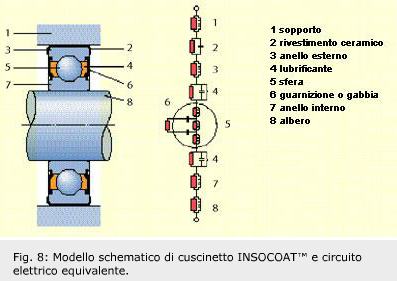 1
2
3
3
5
4
7
6
8
1
2
3
4
6
5
4
7
8
1 sopporto
2 rivestimento ceramico
3 anello esterno
4 lubrificante
5 sfera
6 guarnizione o gabbia
7 anello interno
8 albero
Fig. 8: Modello schematico di cuscinetto INSOCOAT™ e circuito
elettrico equivalente.